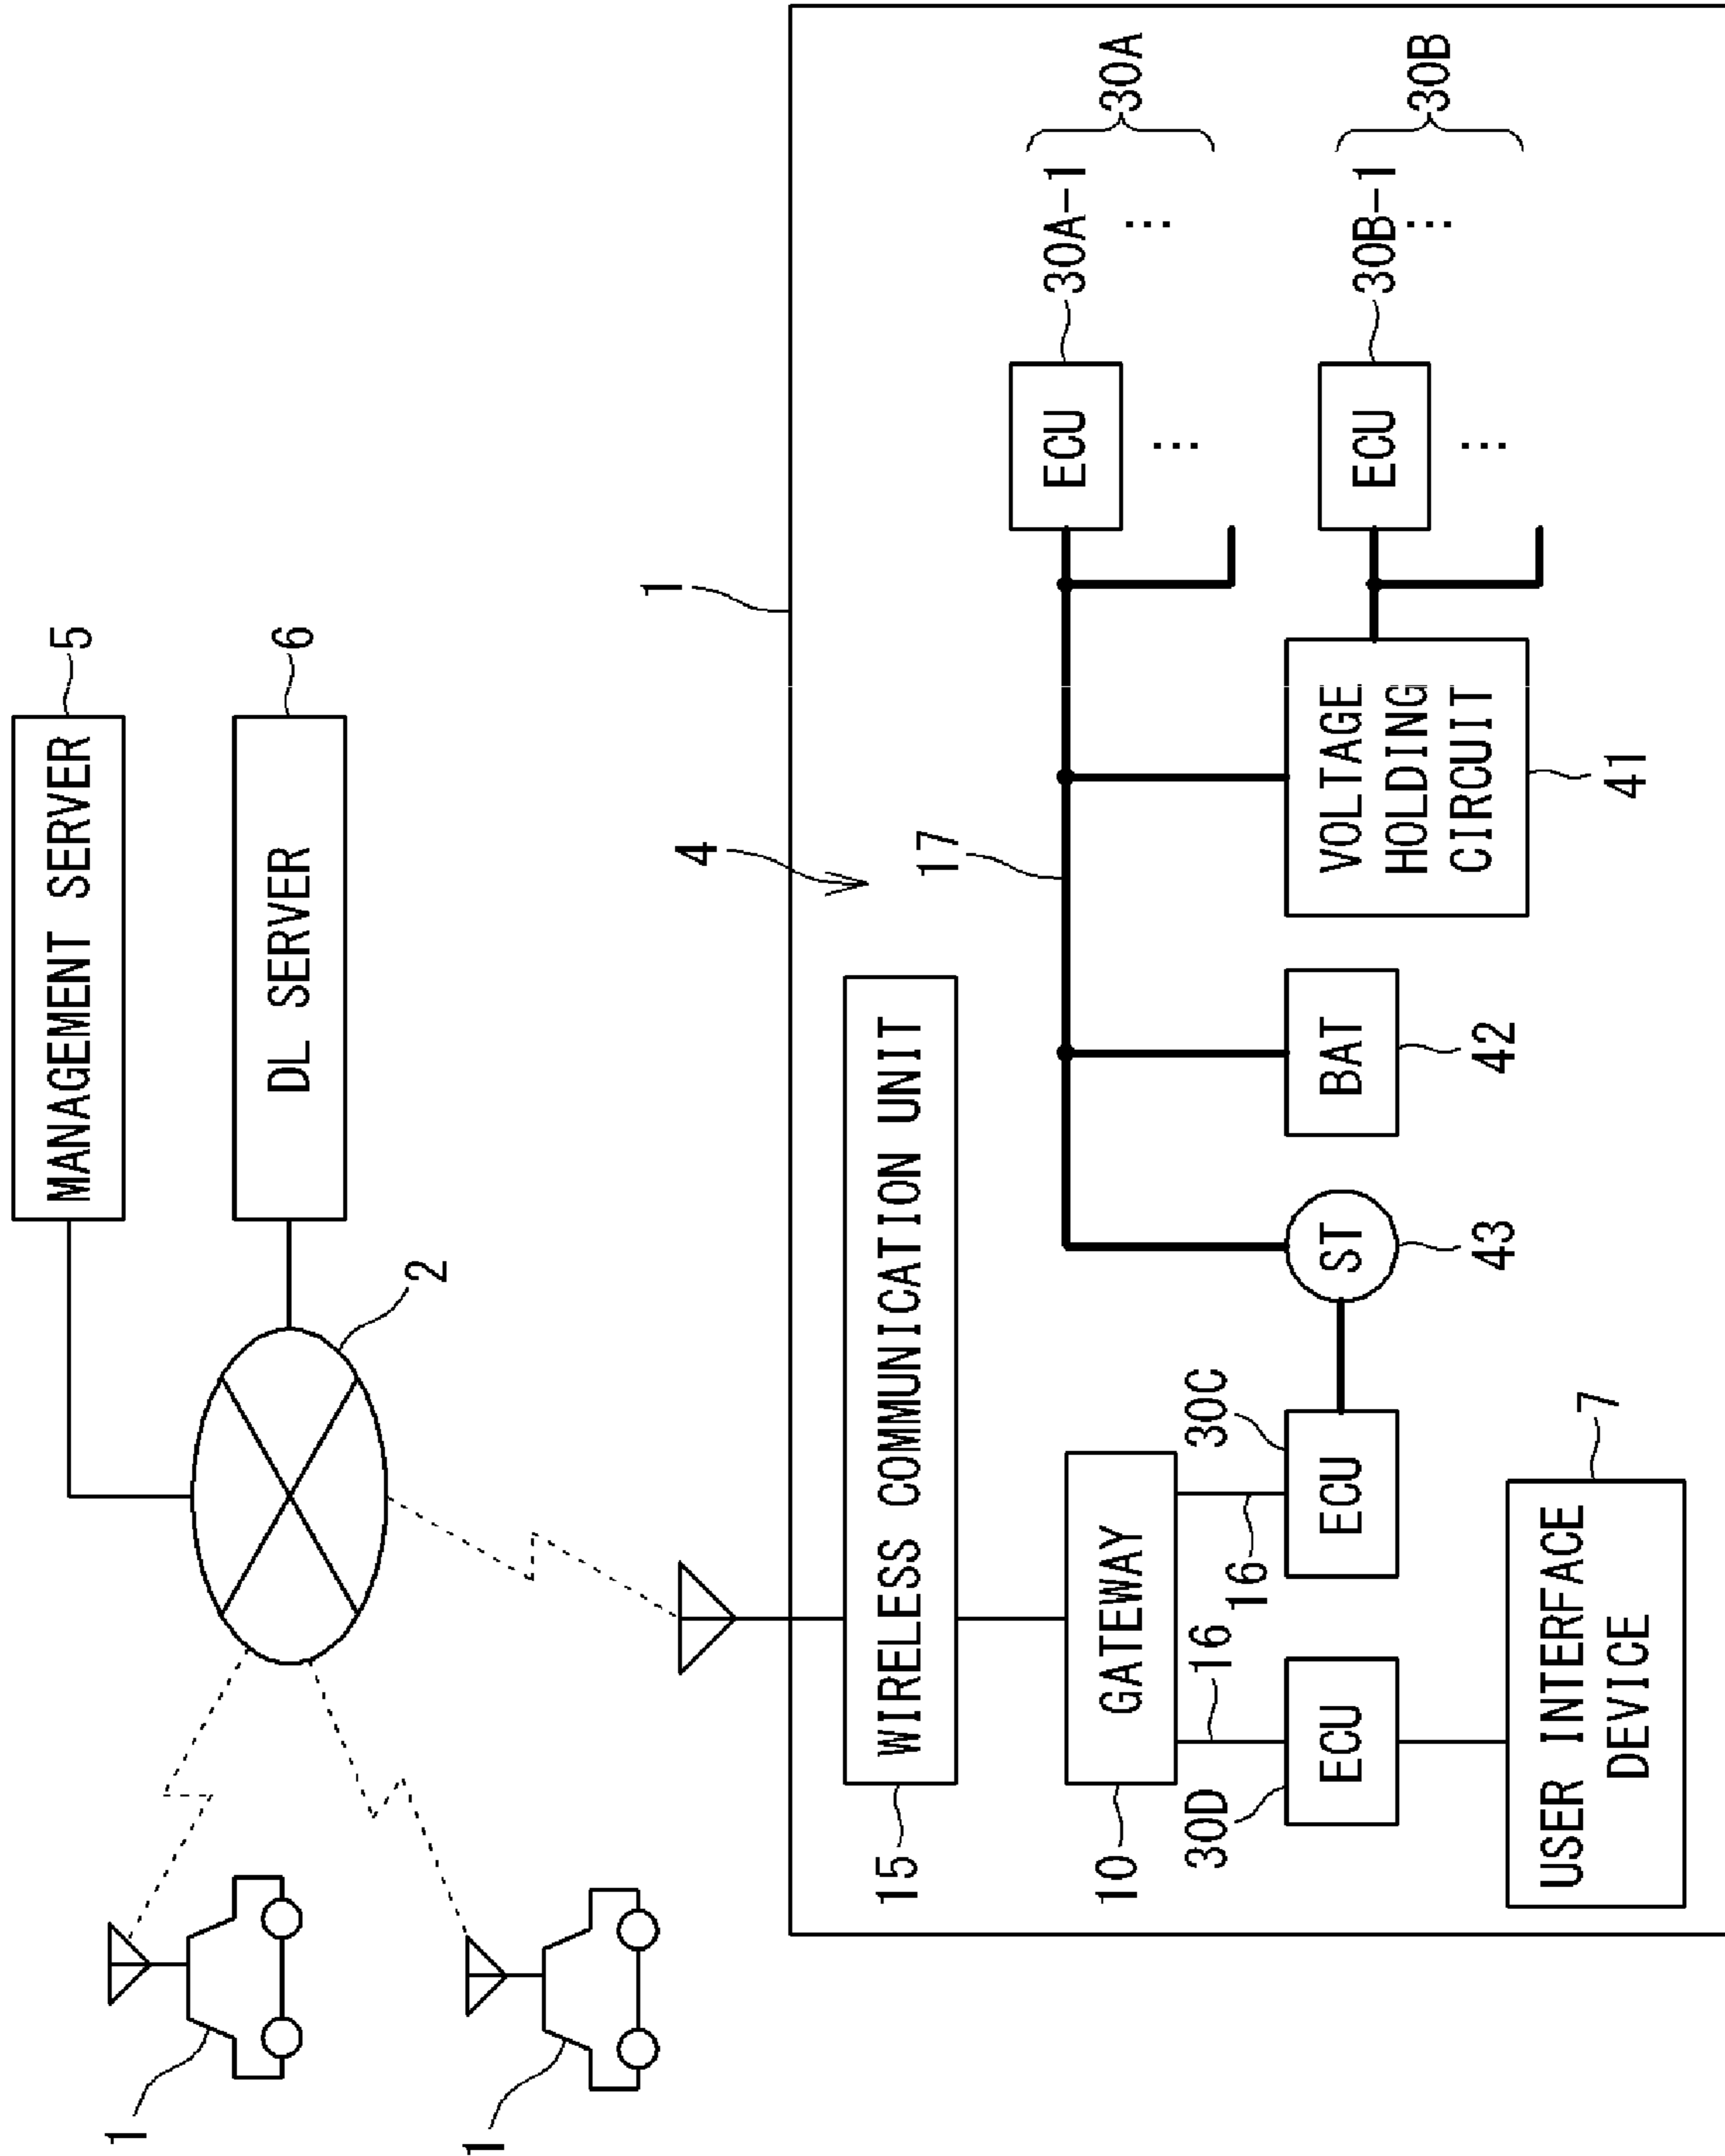 MANAGEMENT SERVER
5
DL SERVER
6
2
1
1
1
4
WIRELESS COMMUNICATION UNIT
15
17
GATEWAY
10
16
16
ECU
30D
ECU
30C
USER INTERFACE
DEVICE
7
ST
43
BAT
42
VOLTAGE
HOLDING
CIRCUIT
41
ECU
30A-1
30A
...
...
ECU
30B-1
30B
...
...